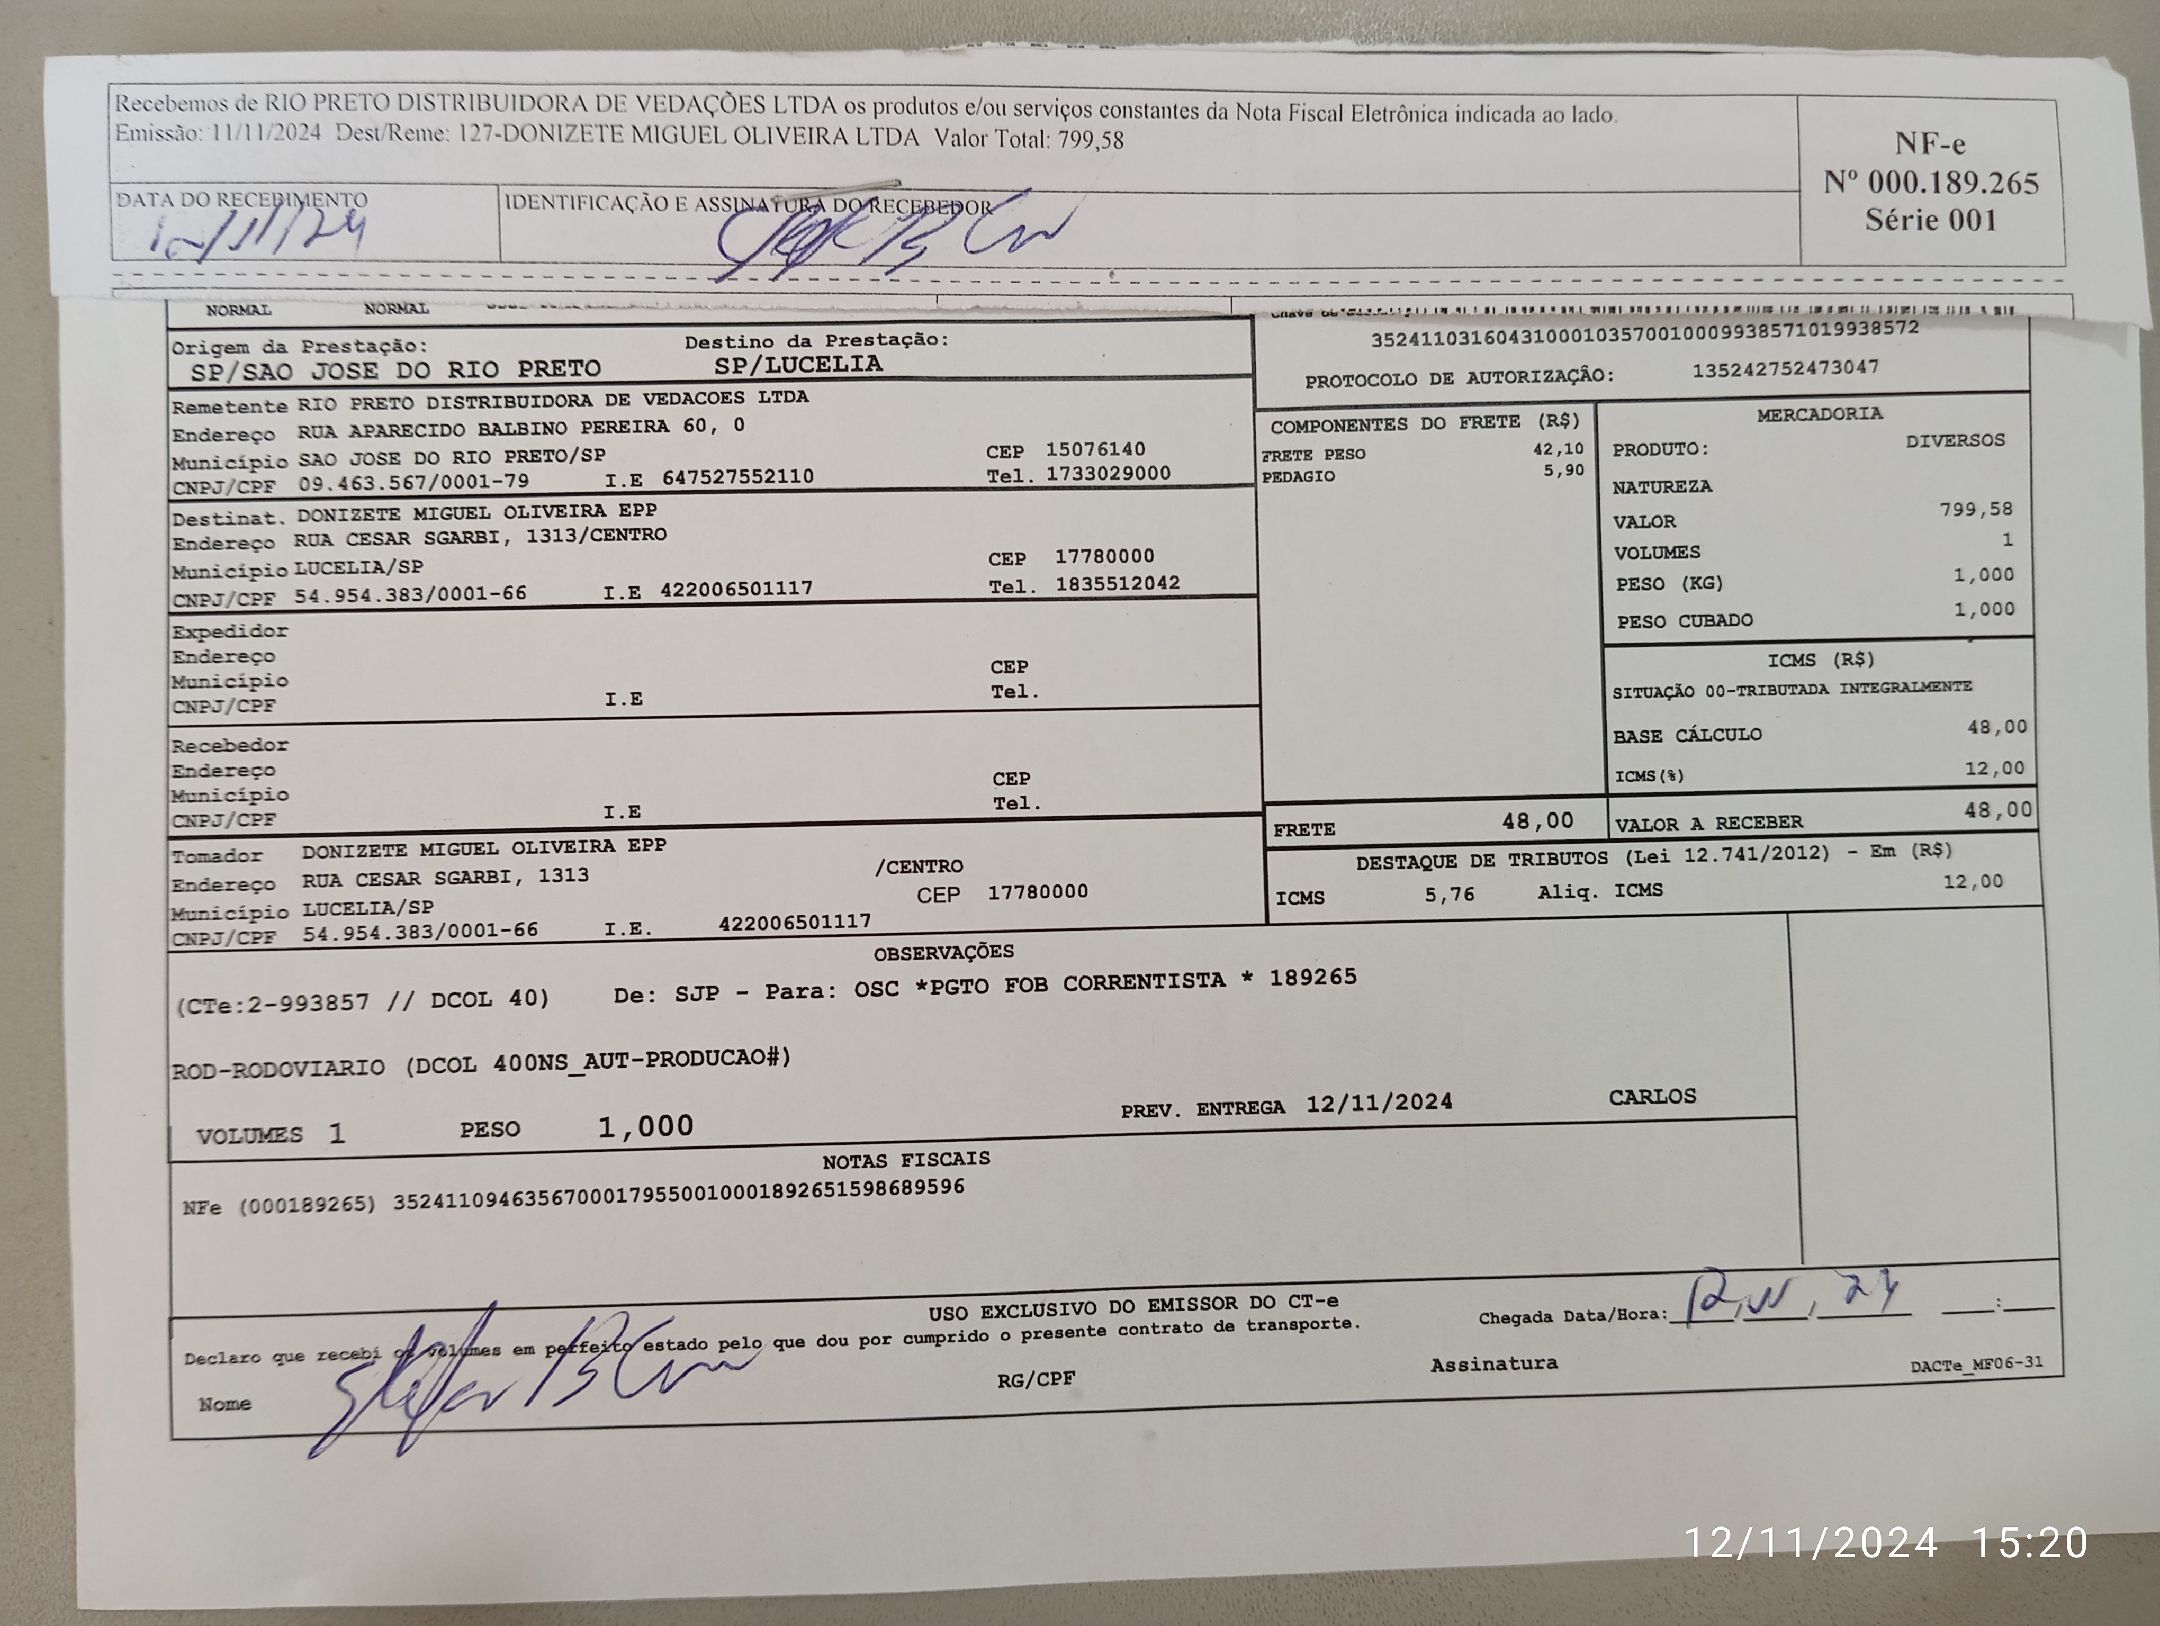 Recebemos de RIO PRETO DISTRIBUIDORA DE VEDAÇÕES LTDA os produtos e/ou serviços constantes da Nota Fiscal Eletrônica indicada ao lado.
Emissão: 11/11/2024 Dest/Reme: 127-DONIZETE MIGUEL OLIVEIRA LTDA Valor Total: 799,58
NF-e
Nº 000.189.265
Série 001
DATA DO RECEBIMENTO
12/11/24
IDENTIFICAÇÃO E ASSINATURA DO RECEBEDOR
NORMAL NORMAL
Origem da Prestação: Destino da Prestação:
SP/SAO JOSE DO RIO PRETO SP/LUCELIA
35241103160431000103570010009938571019938572
PROTOCOLO DE AUTORIZAÇÃO: 135242752473047
Remetente RIO PRETO DISTRIBUIDORA DE VEDACOES LTDA
Endereço RUA APARECIDO BALBINO PEREIRA 60, 0
Município SAO JOSE DO RIO PRETO/SP CEP 15076140
CNPJ/CPF 09.463.567/0001-79 I.E 647527552110 Tel. 1733029000
Destinat. DONIZETE MIGUEL OLIVEIRA EPP
Endereço RUA CESAR SGARBI, 1313/CENTRO
Município LUCELIA/SP CEP 17780000
CNPJ/CPF 54.954.383/0001-66 I.E 422006501117 Tel. 1835512042
Expedidor
Endereço
Município CEP
CNPJ/CPF I.E Tel.
Recebedor
Endereço
Município CEP
CNPJ/CPF I.E Tel.
Tomador DONIZETE MIGUEL OLIVEIRA EPP
Endereço RUA CESAR SGARBI, 1313 /CENTRO
Município LUCELIA/SP CEP 17780000
CNPJ/CPF 54.954.383/0001-66 I.E. 422006501117
COMPONENTES DO FRETE (R$)
FRETE PESO 42,10
PEDAGIO 5,90
MERCADORIA
PRODUTO: DIVERSOS
NATUREZA
VALOR 799,58
VOLUMES 1
PESO (KG) 1,000
PESO CUBADO 1,000
ICMS (R$)
SITUAÇÃO 00-TRIBUTADA INTEGRALMENTE
BASE CÁLCULO 48,00
ICMS(%) 12,00
FRETE 48,00 VALOR A RECEBER 48,00
DESTAQUE DE TRIBUTOS (Lei 12.741/2012) - Em (R$)
ICMS 5,76 Aliq. ICMS 12,00
OBSERVAÇÕES
(CTe:2-993857 // DCOL 40) De: SJP - Para: OSC *PGTO FOB CORRENTISTA * 189265
ROD-RODOVIARIO (DCOL 400NS_AUT-PRODUCAO#)
VOLUMES 1 PESO 1,000 PREV. ENTREGA 12/11/2024 CARLOS
NOTAS FISCAIS
NFe (000189265) 35241109463567000179550010001892651598689596
USO EXCLUSIVO DO EMISSOR DO CT-e
Declaro que recebi os volumes em perfeito estado pelo que dou por cumprido o presente contrato de transporte.
Chegada Data/Hora: 12/11/24 __:__
Nome RG/CPF Assinatura DACTe_MF06-31
12/11/2024 15:20